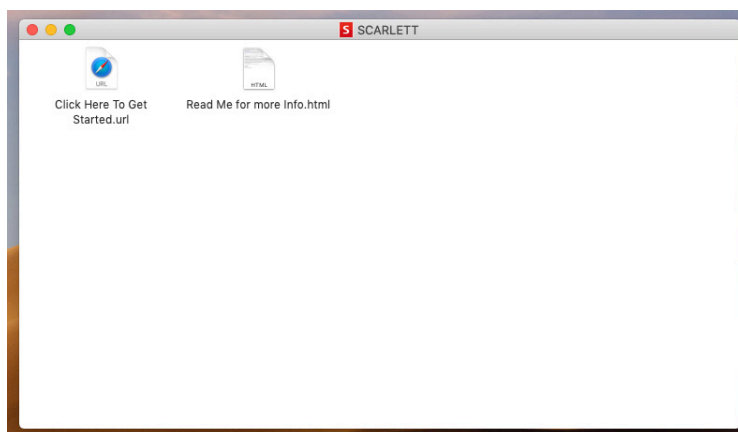 S SCARLETT
URL
HTML
Click Here To Get
Started.url
Read Me for more Info.html